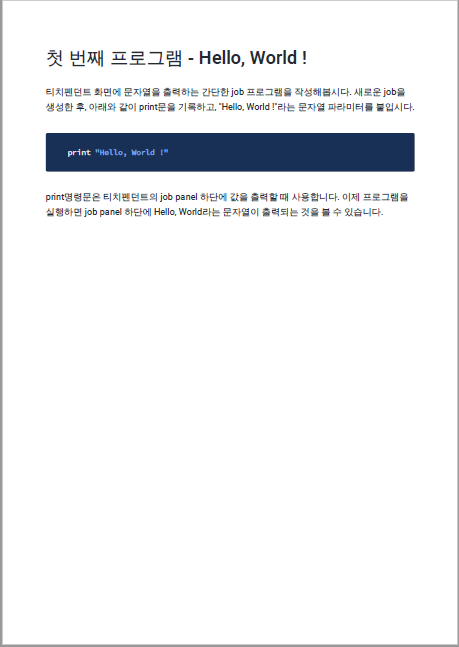 첫 번째 프로그램 - Hello, World !
티치펜던트 화면에 문자열을 출력하는 간단한 job 프로그램을 작성해봅시다. 새로운 job을
생성한 후, 아래와 같이 print문을 기록하고, "Hello, World !"라는 문자열 파라미터를 붙입시다.
print "Hello, World !"
print명령문은 티치펜던트의 job panel 하단에 값을 출력할 때 사용합니다. 이제 프로그램을
실행하면 job panel 하단에 Hello, World라는 문자열이 출력되는 것을 볼 수 있습니다.